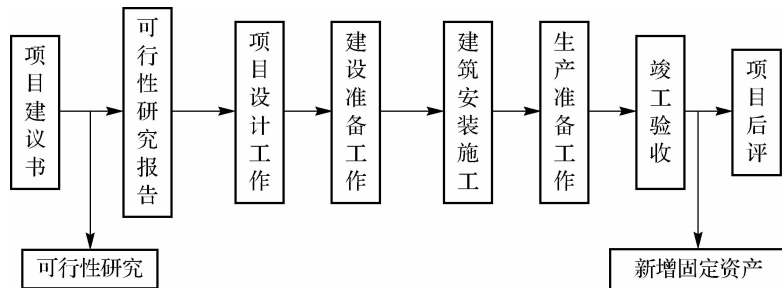 项目建议书
可行性研究报告
项目设计工作
建设准备工作
建筑安装施工
生产准备工作
竣工验收
项目后评
可行性研究
新增固定资产